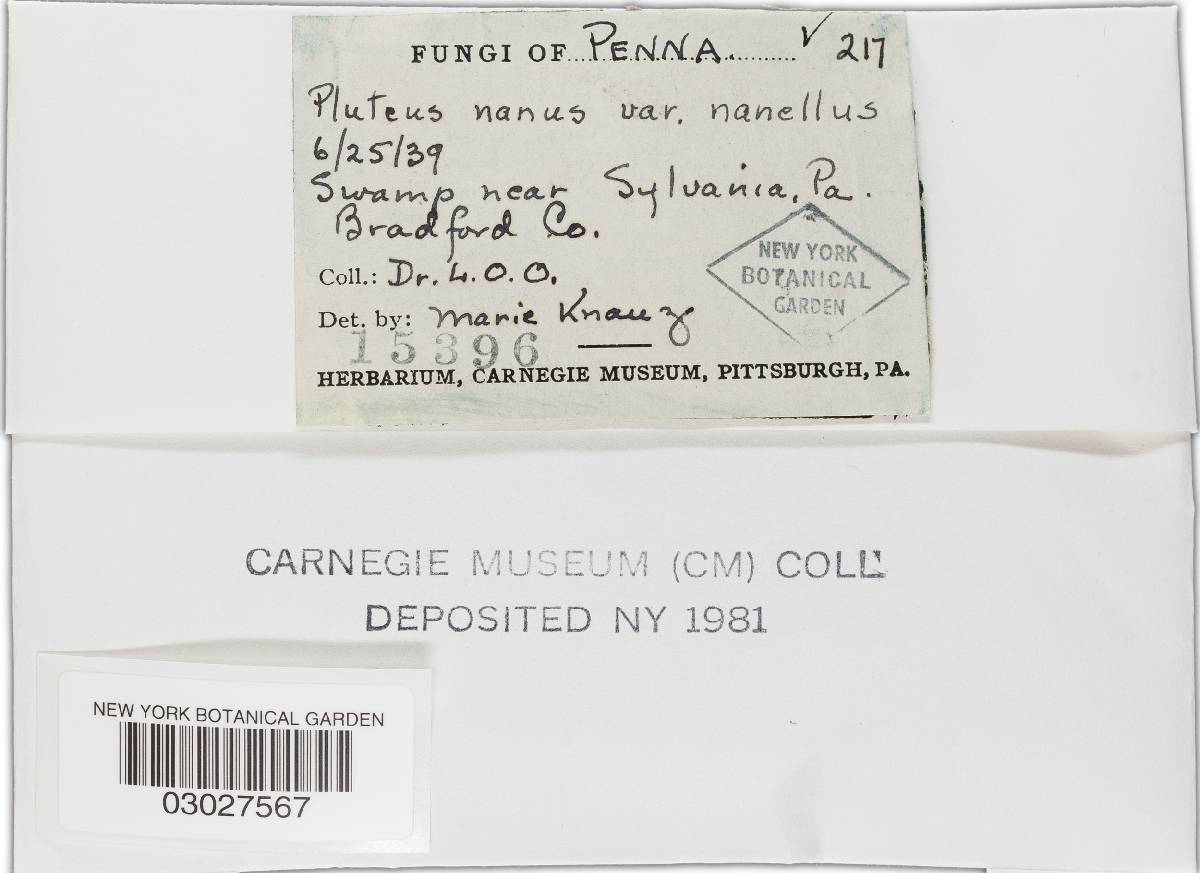 FUNGI OF PENNA. ✓ 217
Pluteus nanus var. nanellus
6/25/39
Swamp near Sylvania, Pa.
Bradford Co.
NEW YORK
BOTANICAL
GARDEN
Coll.: Dr. L.O.O.
Det. by: Marie Knauz
15396
HERBARIUM, CARNEGIE MUSEUM, PITTSBURGH, PA.
CARNEGIE MUSEUM (CM) COLL
DEPOSITED NY 1981
NEW YORK BOTANICAL GARDEN
03027567